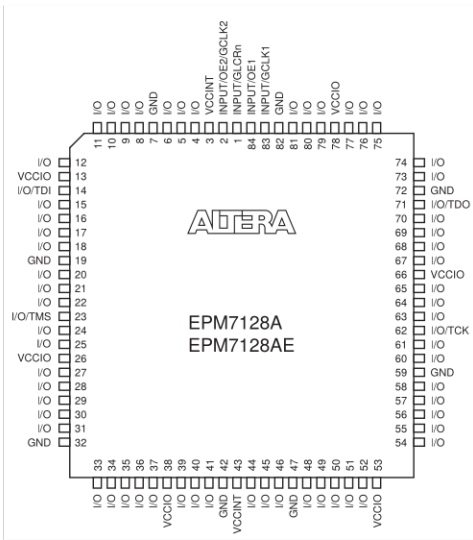 I/O I/O I/O I/O GND I/O I/O I/O VCCINT INPUT/OE2/GCLK2 INPUT/GLCRn INPUT/OE1 INPUT/GCLK1 GND I/O I/O I/O VCCIO I/O I/O I/O
11 10 9 8 7 6 5 4 3 2 1 84 83 82 81 80 79 78 77 76 75
I/O 12 74 I/O
VCCIO 13 73 I/O
I/O/TDI 14 72 GND
I/O 15 71 I/O/TDO
I/O 16 70 I/O
I/O 17 69 I/O
I/O 18 68 I/O
GND 19 67 I/O
I/O 20 66 VCCIO
I/O 21 65 I/O
I/O 22 64 I/O
I/O/TMS 23 63 I/O
I/O 24 62 I/O/TCK
I/O 25 61 I/O
VCCIO 26 60 I/O
I/O 27 59 GND
I/O 28 58 I/O
I/O 29 57 I/O
I/O 30 56 I/O
I/O 31 55 I/O
GND 32 54 I/O
ALTERA
EPM7128A
EPM7128AE
33 34 35 36 37 38 39 40 41 42 43 44 45 46 47 48 49 50 51 52 53
I/O I/O I/O I/O I/O VCCIO I/O I/O I/O GND VCCINT I/O I/O I/O GND I/O I/O I/O I/O I/O VCCIO